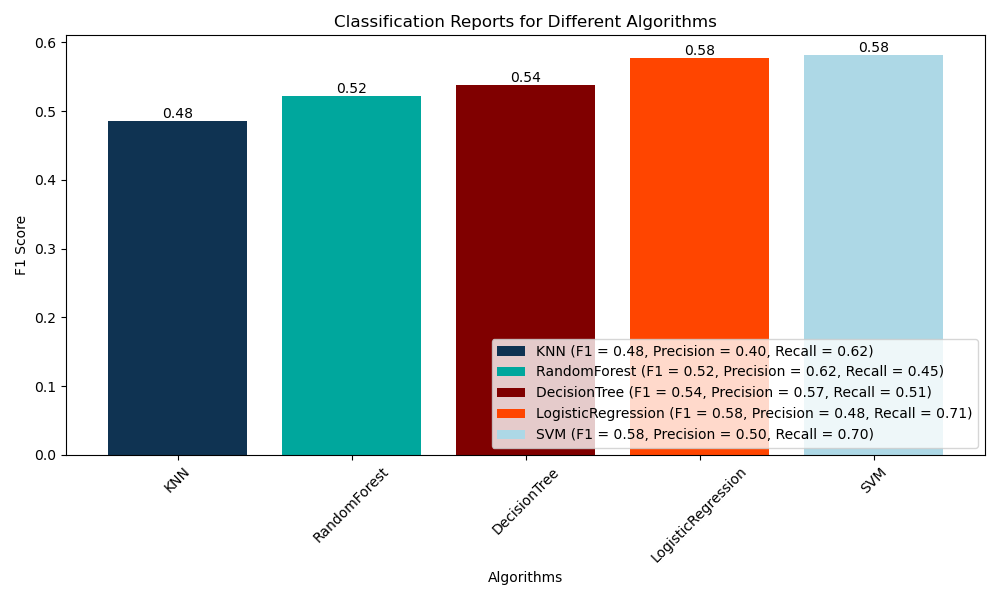 Classification Reports for Different Algorithms
0.6
0.5
0.4
0.3
0.2
0.1
0.0
F1 Score
0.48
0.52
0.54
0.58
0.58
KNN (F1 = 0.48, Precision = 0.40, Recall = 0.62)
RandomForest (F1 = 0.52, Precision = 0.62, Recall = 0.45)
DecisionTree (F1 = 0.54, Precision = 0.57, Recall = 0.51)
LogisticRegression (F1 = 0.58, Precision = 0.48, Recall = 0.71)
SVM (F1 = 0.58, Precision = 0.50, Recall = 0.70)
KNN
RandomForest
DecisionTree
LogisticRegression
SVM
Algorithms